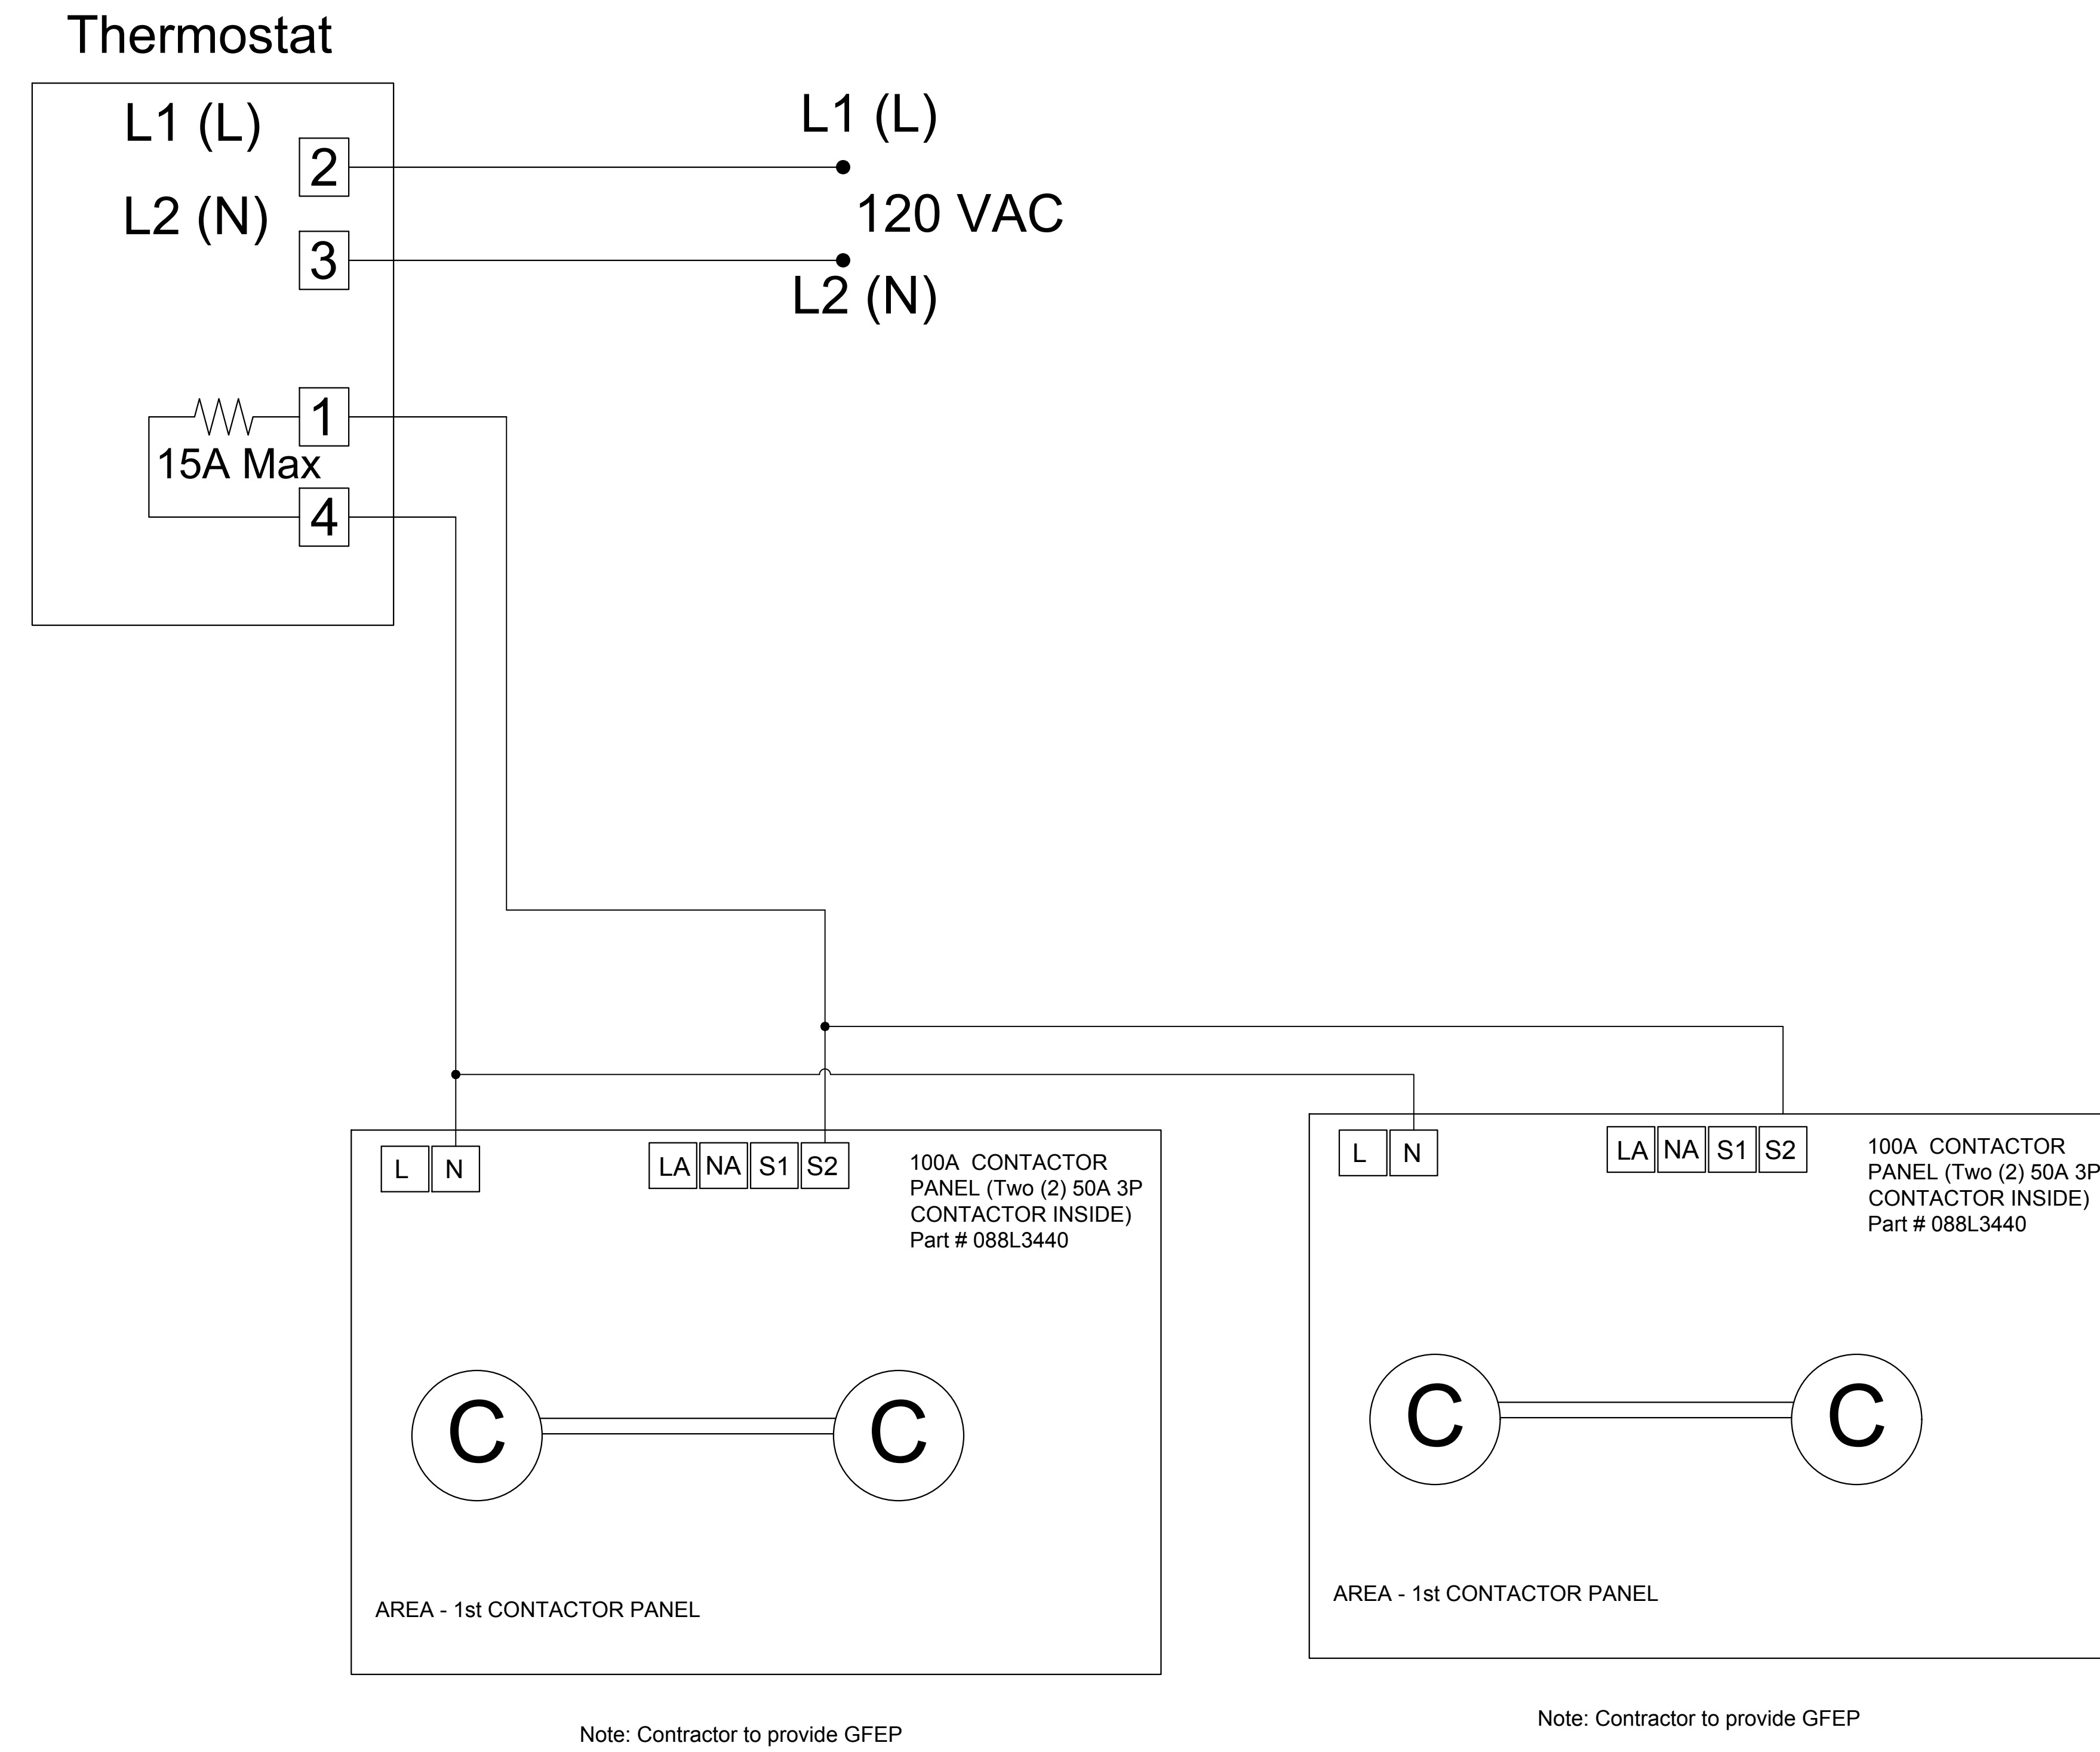 Thermostat
L1 (L)
2
L2 (N)
3
L1 (L)
120 VAC
L2 (N)
1
15A Max
4
L N
LA NA S1 S2
100A CONTACTOR
PANEL (Two (2) 50A 3P
CONTACTOR INSIDE)
Part # 088L3440
C C
AREA - 1st CONTACTOR PANEL
Note: Contractor to provide GFEP
L N
LA NA S1 S2
100A CONTACTOR
PANEL (Two (2) 50A 3P
CONTACTOR INSIDE)
Part # 088L3440
C C
AREA - 1st CONTACTOR PANEL
Note: Contractor to provide GFEP